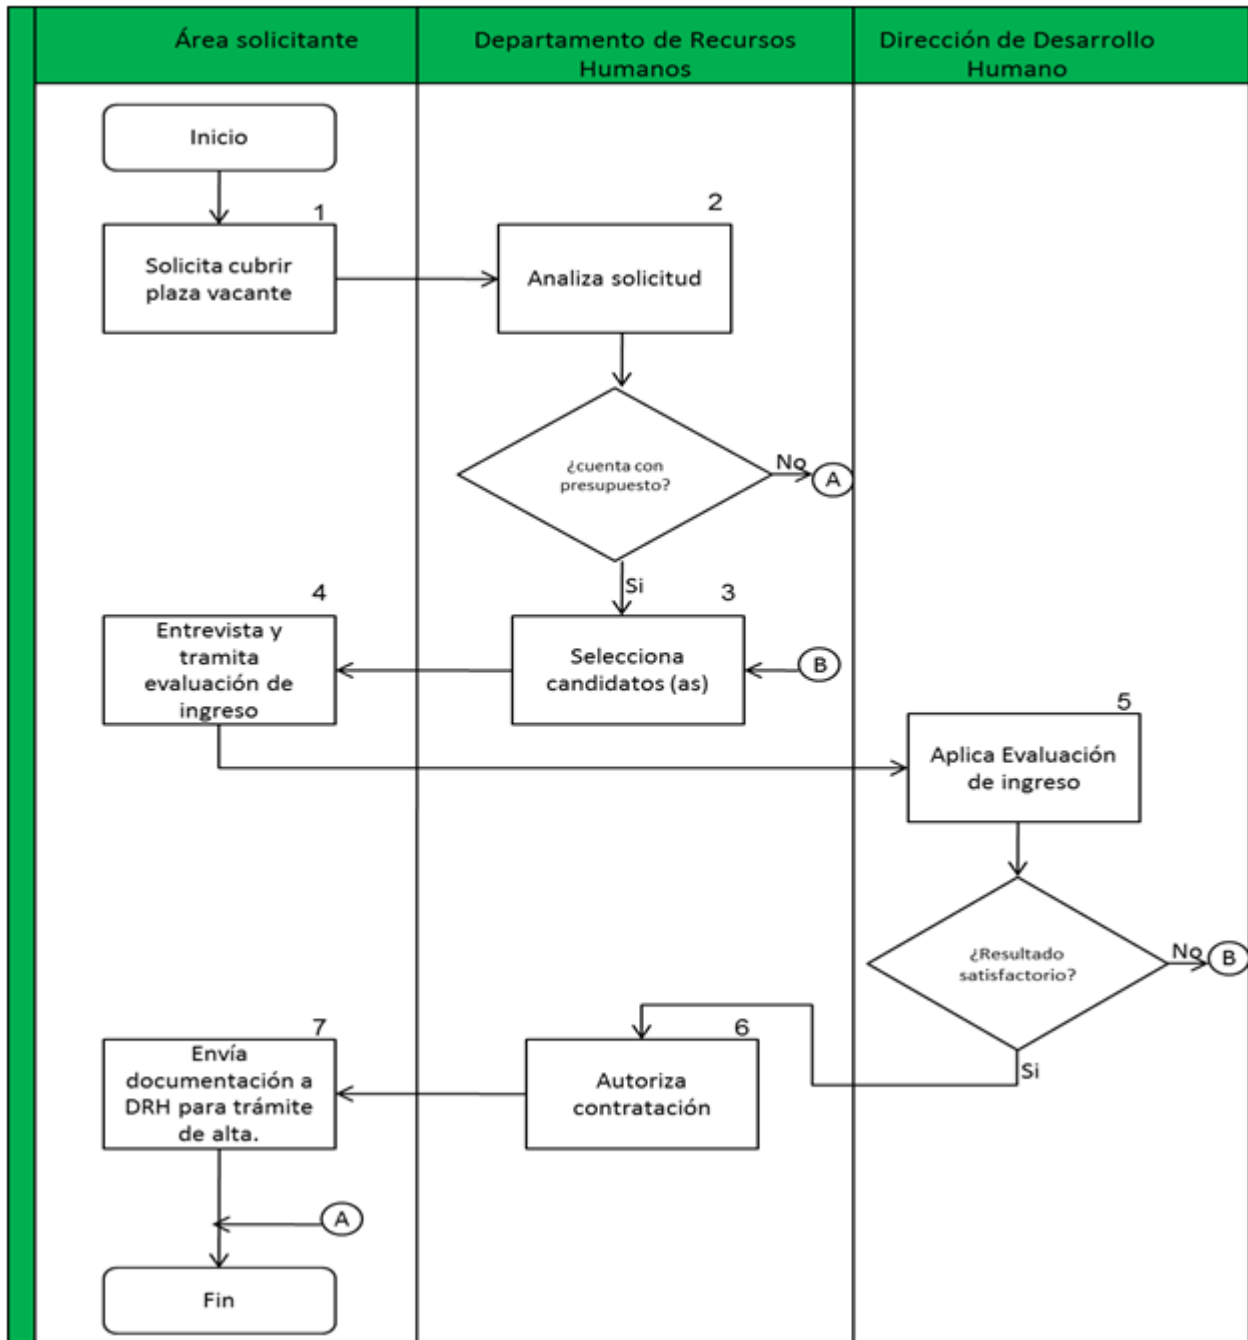 Área solicitante
Departamento de Recursos
Humanos
Dirección de Desarrollo
Humano
Inicio
1
Solicita cubrir
plaza vacante
2
Analiza solicitud
¿cuenta con
presupuesto?
No
A
Si
4
Entrevista y
tramita
evaluación de
ingreso
3
Selecciona
candidatos (as)
B
5
Aplica Evaluación
de ingreso
¿Resultado
satisfactorio?
No
B
Si
7
Envía
documentación a
DRH para trámite
de alta.
6
Autoriza
contratación
A
Fin